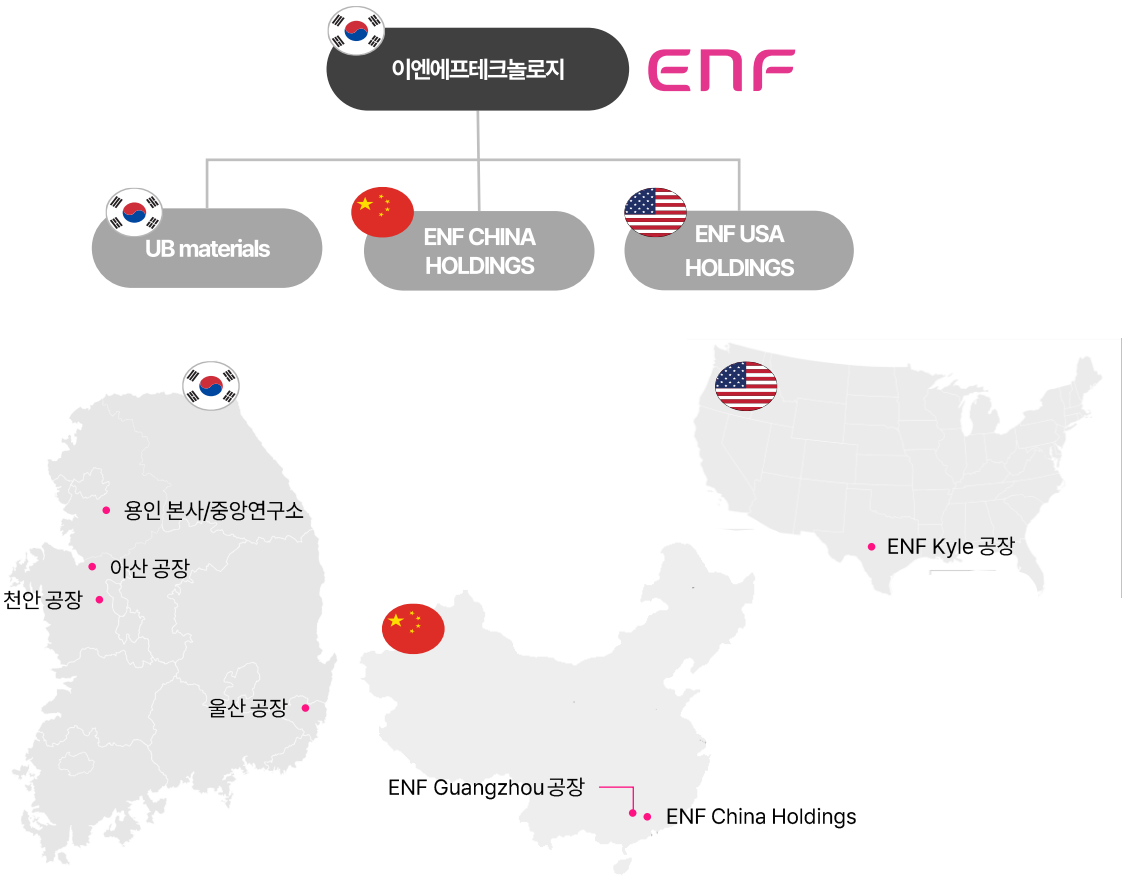 이엔에프테크놀로지
ENF
UB materials
ENF CHINA
HOLDINGS
ENF USA
HOLDINGS
용인 본사/중앙연구소
아산 공장
천안 공장
울산 공장
ENF Kyle 공장
ENF Guangzhou 공장
ENF China Holdings